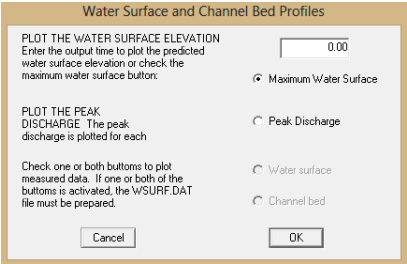 Water Surface and Channel Bed Profiles
PLOT THE WATER SURFACE ELEVATION
Enter the output time to plot the predicted
water surface elevation or check the
maximum water surface button:
0.00
Maximum Water Surface
PLOT THE PEAK
DISCHARGE The peak
discharge is plotted for each
Peak Discharge
Check one or both buttoms to plot
measured data. If one or both of the
buttoms is activated, the WSURF.DAT
file must be prepared.
Water surface
Channel bed
Cancel
OK